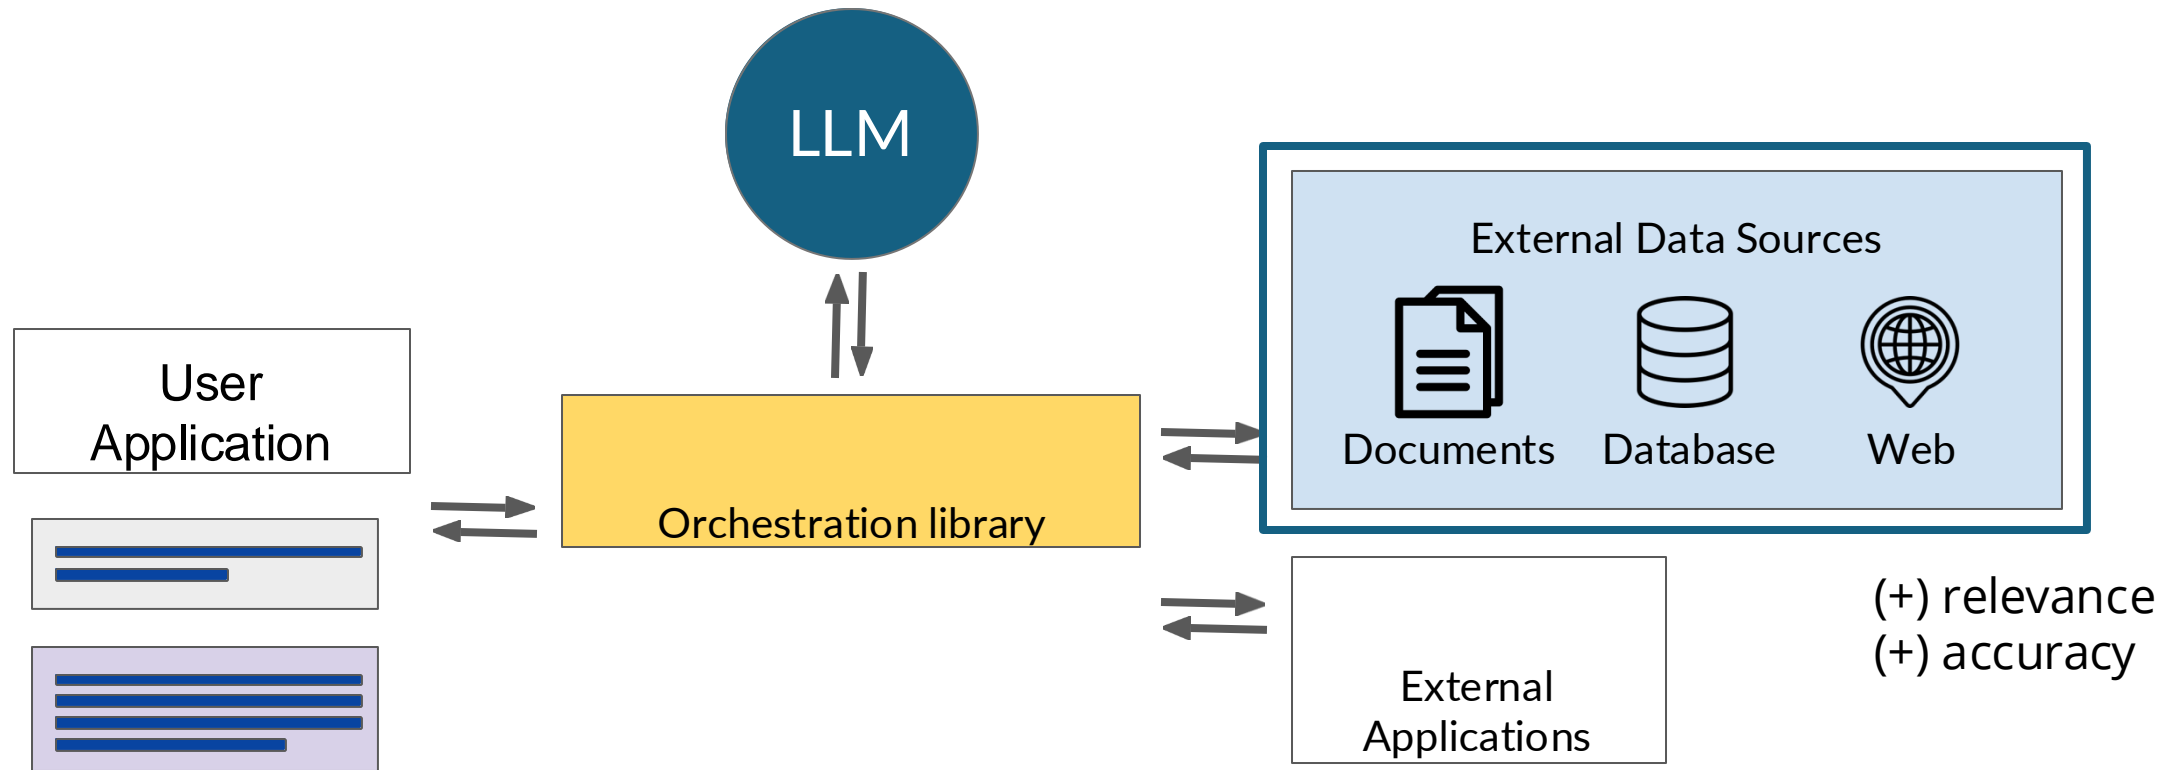 LLM
User
Application
Orchestration library
External Data Sources
Documents
Database
Web
External
Applications
(+) relevance
(+) accuracy